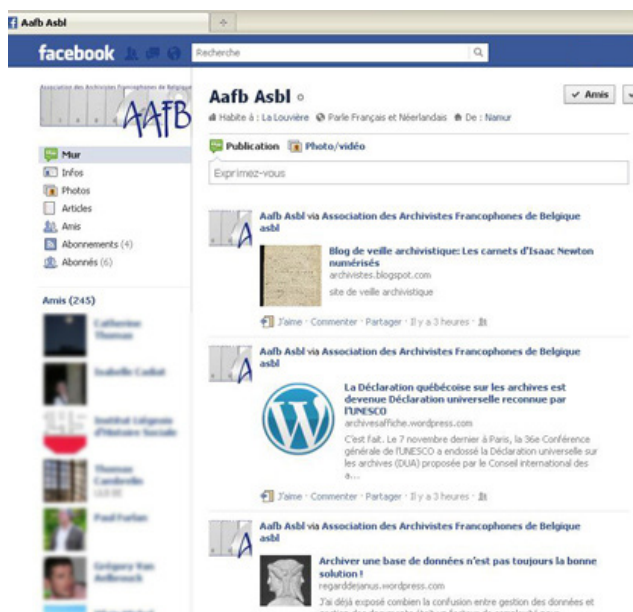 Aafb Asbl
facebook
Recherche
Association des Archivistes Francophones de Belgique
AAFB
Mur
Infos
Photos
Articles
Amis
Abonnements (4)
Abonnés (6)
Amis (245)
Aafb Asbl
Amis
Habite à : La Louvière Parle Français et Néerlandais De : Namur
Publication Photo/vidéo
Exprimez-vous
Aafb Asbl via Association des Archivistes Francophones de Belgique
asbl
Blog de veille archivistique: Les carnets d'Isaac Newton
numérisés
archivistes.blogspot.com
site de veille archivistique
J'aime · Commenter · Partager · Il y a 3 heures ·
Aafb Asbl via Association des Archivistes Francophones de Belgique
asbl
La Déclaration québécoise sur les archives est
devenue Déclaration universelle reconnue par
l'UNESCO
archivesaffiche.wordpress.com
C'est fait. Le 7 novembre dernier à Paris, la 36e Conférence
générale de l'UNESCO a endossé la Déclaration universelle sur
les archives (DUA) proposée par le Conseil international des
a...
J'aime · Commenter · Partager · Il y a 3 heures ·
Aafb Asbl via Association des Archivistes Francophones de Belgique
asbl
Archiver une base de données n'est pas toujours la bonne
solution !
regarddejanus.wordpress.com
J'ai déjà exposé combien la confusion entre gestion des données et